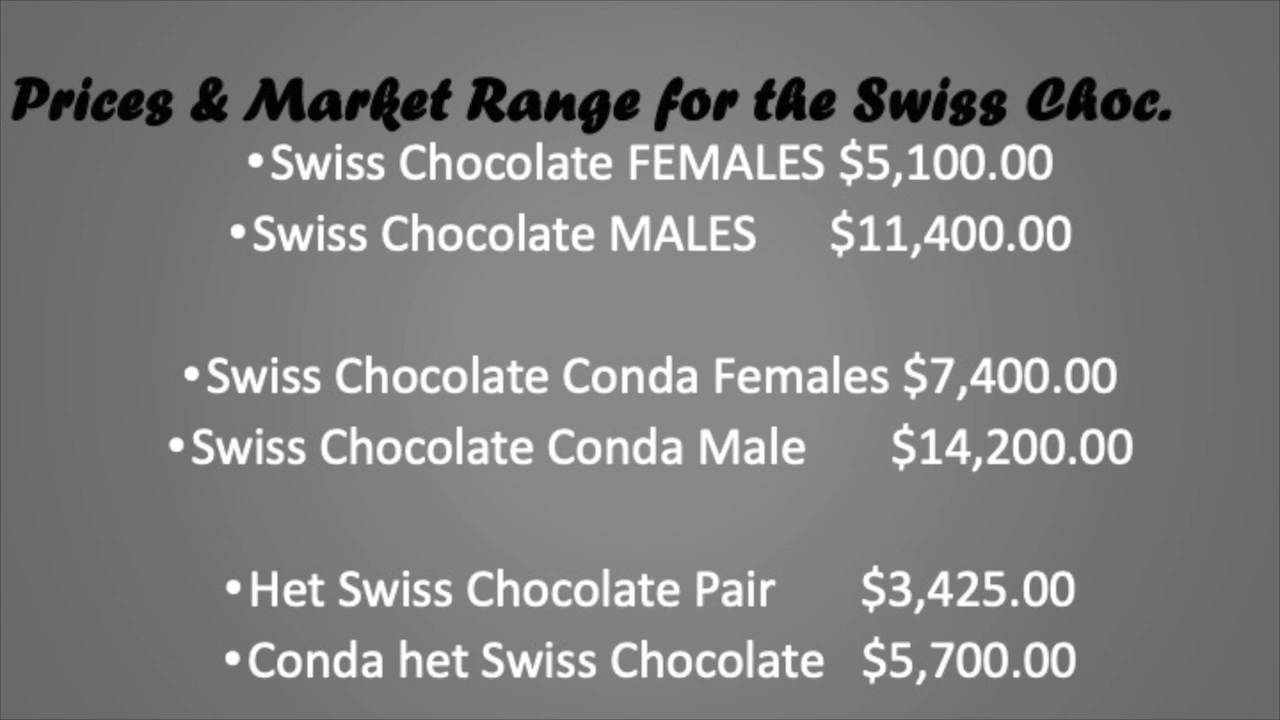 Prices & Market Range for the Swiss Choc.
•Swiss Chocolate FEMALES $5,100.00
•Swiss Chocolate MALES $11,400.00
•Swiss Chocolate Conda Females $7,400.00
•Swiss Chocolate Conda Male $14,200.00
•Het Swiss Chocolate Pair $3,425.00
•Conda het Swiss Chocolate $5,700.00